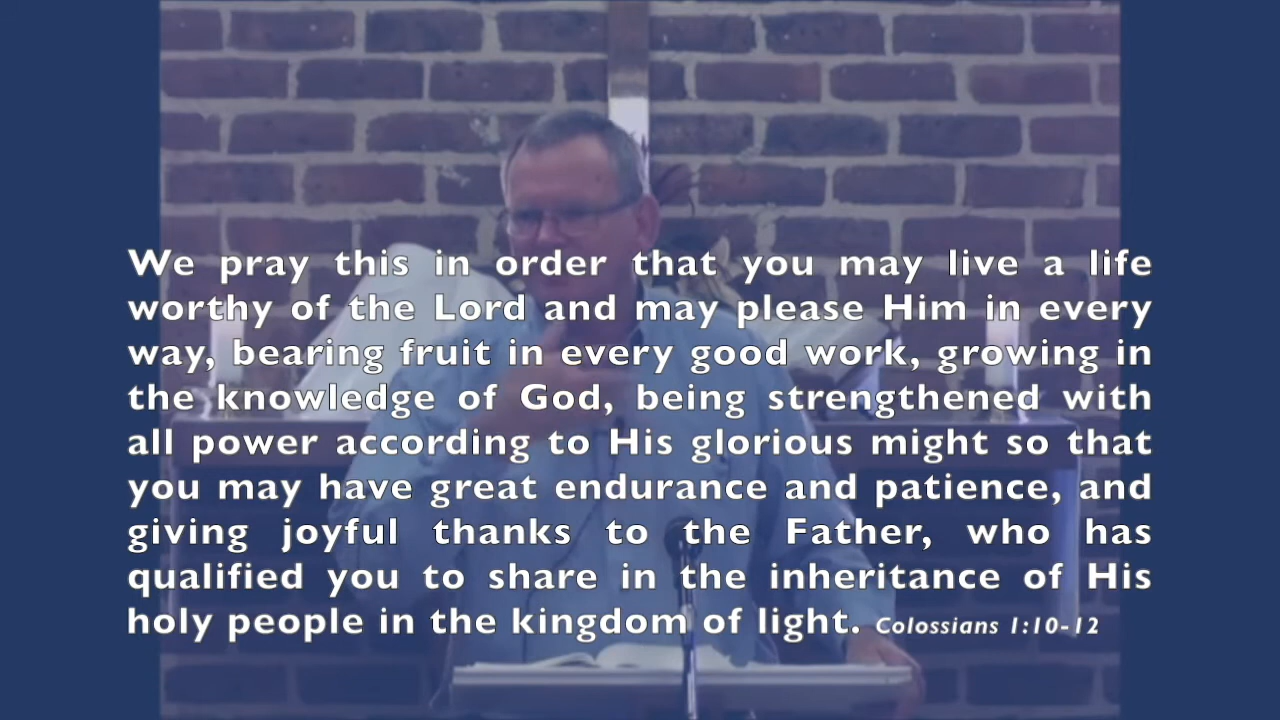 We pray this in order that you may live a life
worthy of the Lord and may please Him in every
way, bearing fruit in every good work, growing in
the knowledge of God, being strengthened with
all power according to His glorious might so that
you may have great endurance and patience, and
giving joyful thanks to the Father, who has
qualified you to share in the inheritance of His
holy people in the kingdom of light. Colossians 1:10-12